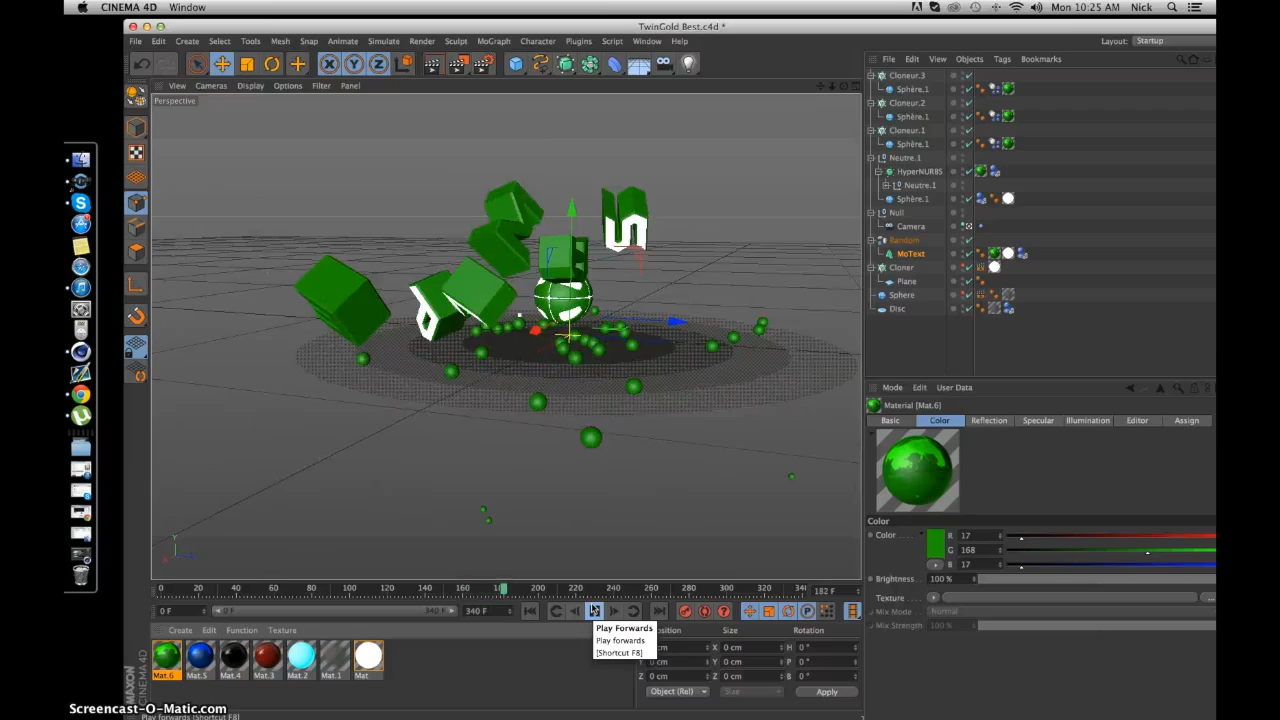 CINEMA 4D Window Mon 10:25 AM Nick
TwinGold Best.c4d *
File Edit Create Select Tools Mesh Snap Animate Simulate Render Sculpt MoGraph Character Plugins Script Window Help
Layout: Startup
X Y Z
File Edit View Objects Tags Bookmarks
View Cameras Display Options Filter Panel
Perspective
Cloneur.3
Sphère.1
Cloneur.2
Sphère.1
Cloneur.1
Sphère.1
Neutre.1
HyperNURBS
Neutre.1
Sphère.1
Null
Camera
Random
MoText
Cloner
Plane
Sphere
Disc
Mode Edit User Data
Material [Mat.6]
Basic Color Reflection Specular Illumination Editor Assign
Color
Color R 17
G 168
B 17
Brightness 100 %
Texture
Mix Mode Normal
Mix Strength 100 %
0 20 40 60 80 100 120 140 160 200 220 240 260 280 300 320 34 182 F
0 F 0 F 340 F 340 F
Play Forwards
Play forwards
[Shortcut F8]
Create Edit Function Texture
Mat.6 Mat.5 Mat.4 Mat.3 Mat.2 Mat.1 Mat
osition Size Rotation
cm Y 0 cm H 0 °
cm Y 0 cm P 0 °
Z 0 cm Z 0 cm B 0 °
Object (Rel) Size Apply
MAXON
CINEMA 4D
Screencast-O-Matic.com
Play forwards [Shortcut F8]